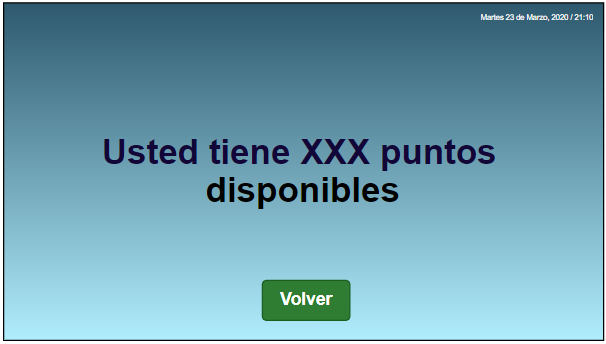 Martes 23 de Marzo, 2020 / 21:10
Usted tiene XXX puntos
disponibles
Volver